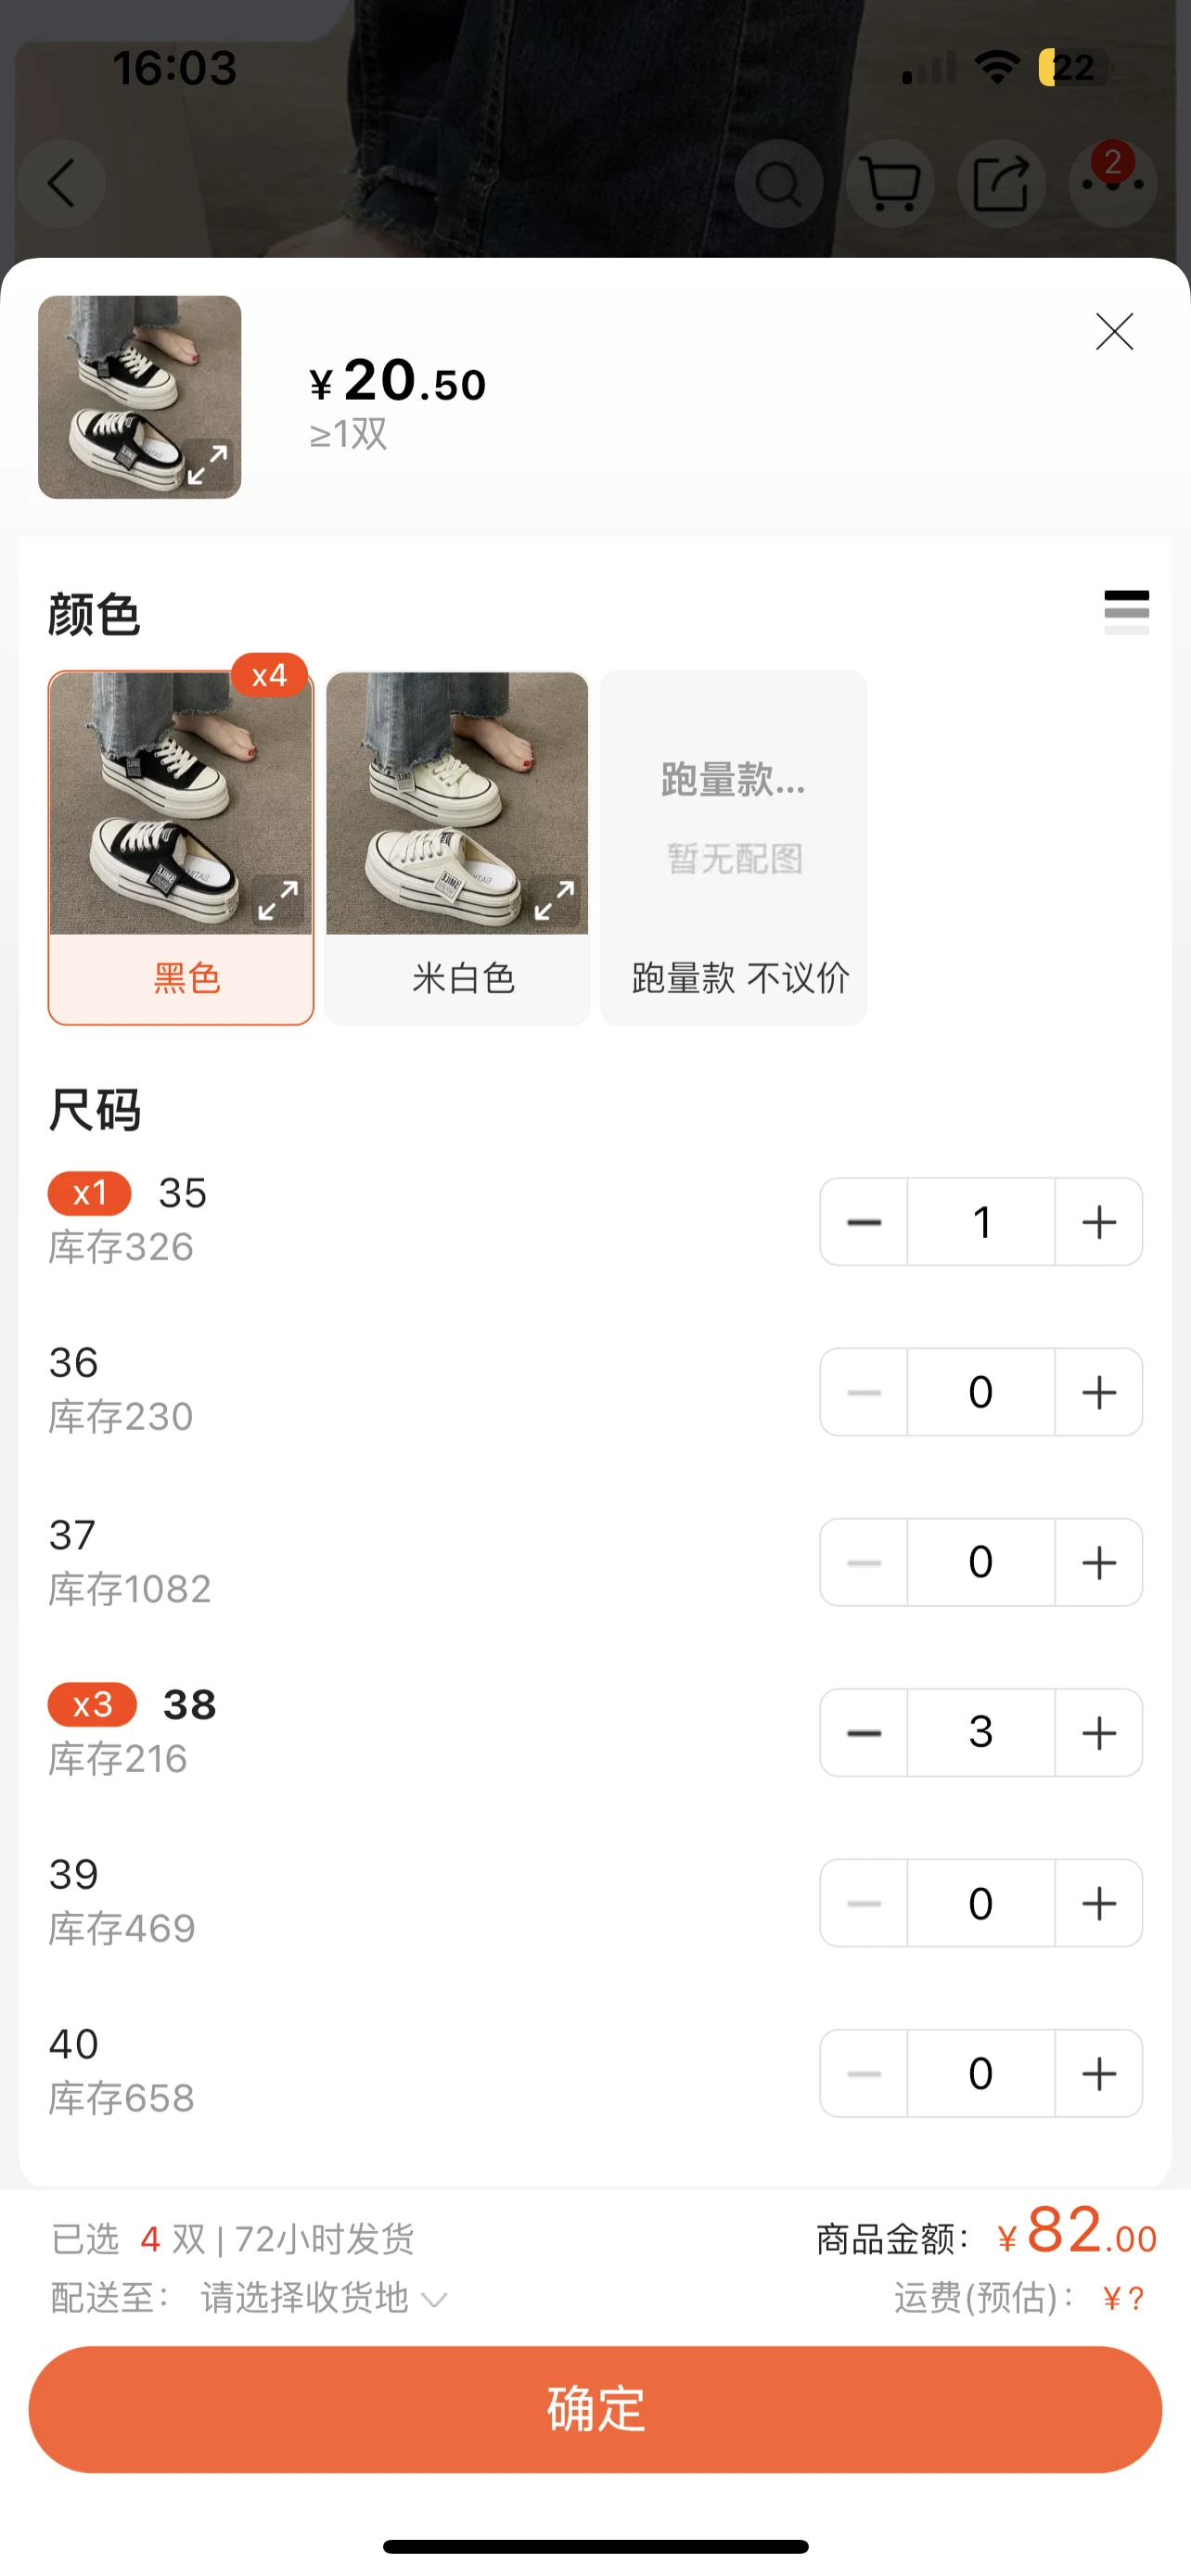 16:03
22
2
¥20.50
≥1双
颜色
x4
跑量款...
暂无配图
黑色
米白色
跑量款 不议价
尺码
x1 35
库存326
1
36
库存230
0
37
库存1082
0
x3 38
库存216
3
39
库存469
0
40
库存658
0
已选 4 双 | 72小时发货
商品金额： ¥82.00
配送至： 请选择收货地
运费(预估)： ¥?
确定